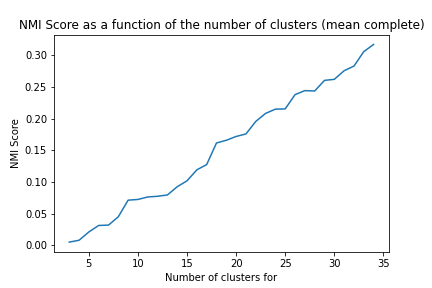 NMI Score as a function of the number of clusters (mean complete)
NMI Score
0.30
0.25
0.20
0.15
0.10
0.05
0.00
5 10 15 20 25 30 35
Number of clusters for